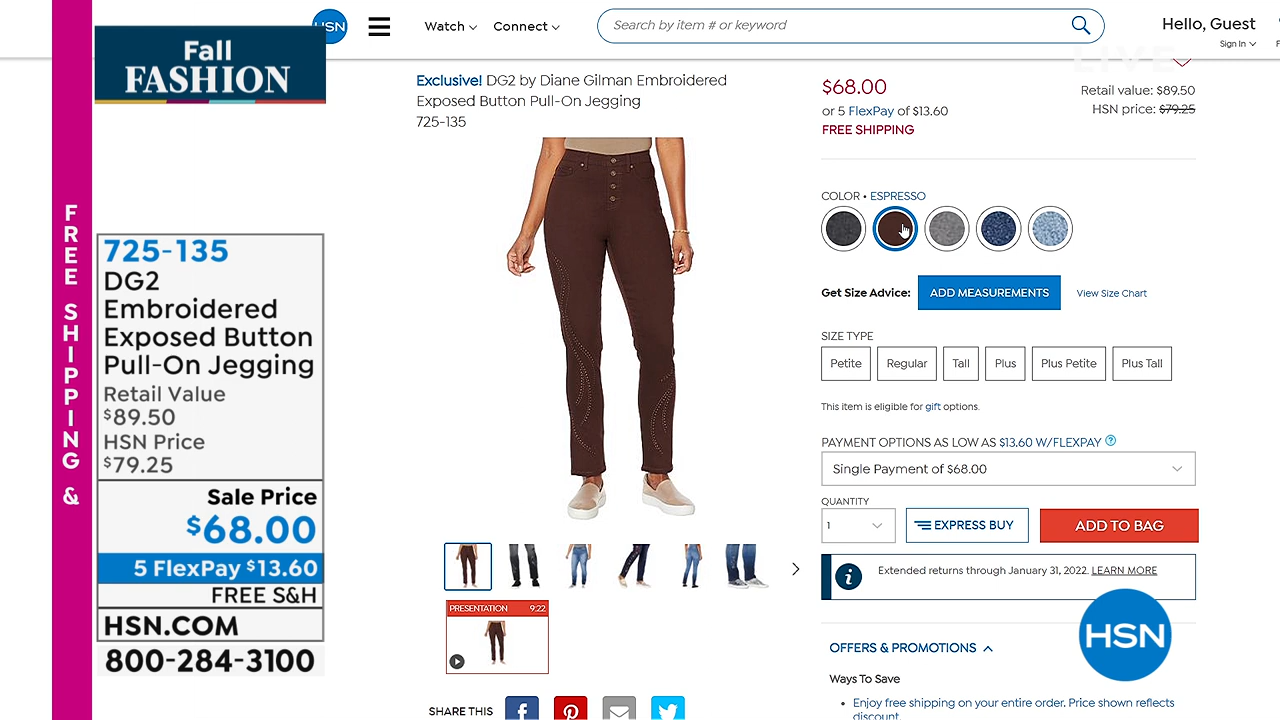 HSN
Watch
Connect
Search by item # or keyword
Hello, Guest
Sign In
Fall
FASHION
LIVE
FREE SHIPPING &
725-135
DG2
Embroidered
Exposed Button
Pull-On Jegging
Retail Value
$89.50
HSN Price
$79.25
Sale Price
$68.00
5 FlexPay $13.60
FREE S&H
HSN.COM
800-284-3100
Exclusive! DG2 by Diane Gilman Embroidered
Exposed Button Pull-On Jegging
725-135
PRESENTATION 9:22
SHARE THIS
$68.00
Retail value: $89.50
or 5 FlexPay of $13.60
HSN price: $79.25
FREE SHIPPING
COLOR • ESPRESSO
Get Size Advice: ADD MEASUREMENTS View Size Chart
SIZE TYPE
Petite Regular Tall Plus Plus Petite Plus Tall
This item is eligible for gift options.
PAYMENT OPTIONS AS LOW AS $13.60 W/FLEXPAY ?
Single Payment of $68.00
QUANTITY
1 EXPRESS BUY ADD TO BAG
Extended returns through January 31, 2022. LEARN MORE
HSN
OFFERS & PROMOTIONS
Ways To Save
• Enjoy free shipping on your entire order. Price shown reflects
discount.